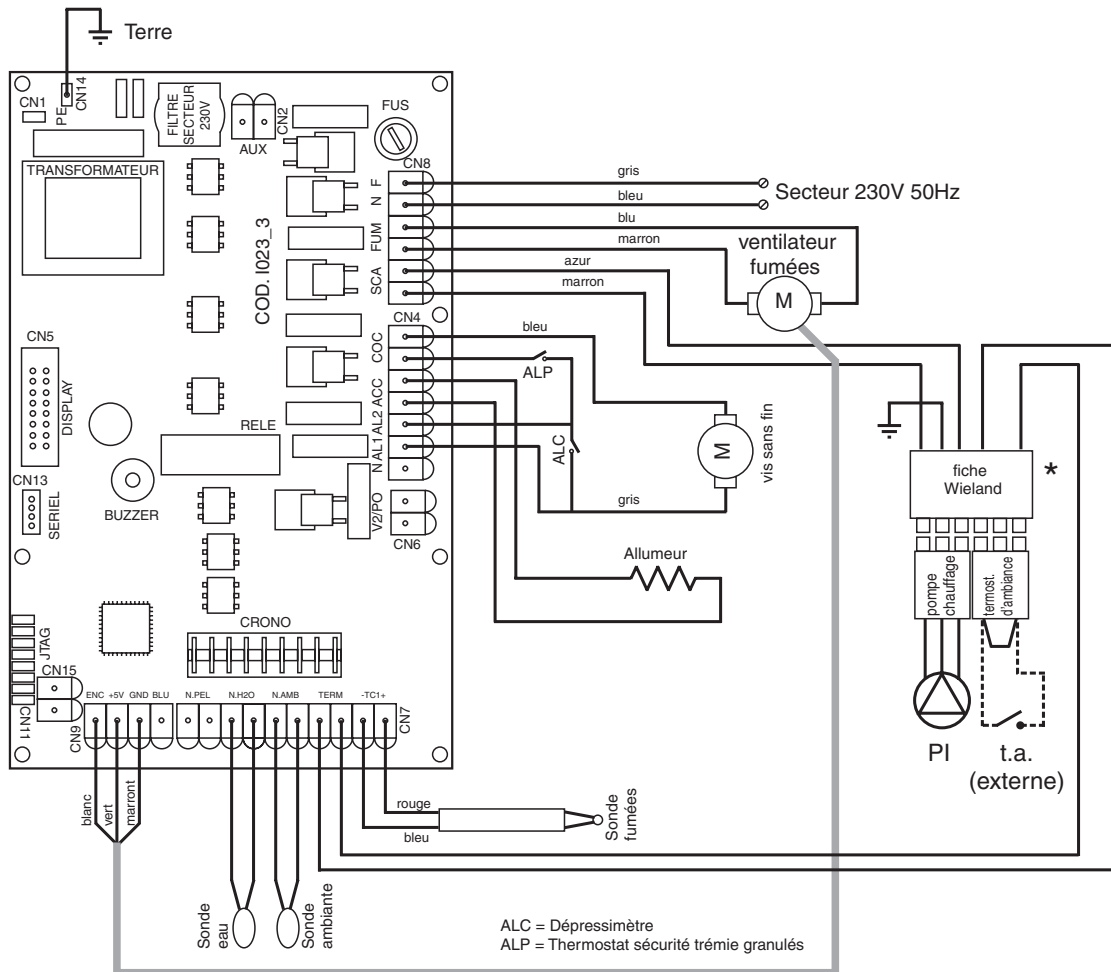 Terre
CN1
PE
CN14
FILTRE
SECTEUR
230V
CN2
AUX
FUS
CN8
TRANSFORMATEUR
F
N
FUM
SCA
COD. I023_3
gris
bleu
Secteur 230V 50Hz
blu
marron
azur
marron
ventilateur
fumées
M
CN5
DISPLAY
CN4
COC
ACC
AL2
AL1
N
bleu
ALP
ALC
M
vis sans fin
gris
RELE
CN13
SERIEL
BUZZER
V2/PO
CN6
fiche
Wieland
*
pompe
chauffage
termost.
d'ambiance
Allumeur
CRONO
JTAG
CN15
CN11
CN9
ENC +5V GND BLU
N.PEL N.H2O N.AMB TERM -TC1+
CN7
PI
t.a.
(externe)
blanc
vert
marront
rouge
bleu
Sonde
fumées
Sonde
eau
Sonde
ambiante
ALC = Dépressimètre
ALP = Thermostat sécurité trémie granulés